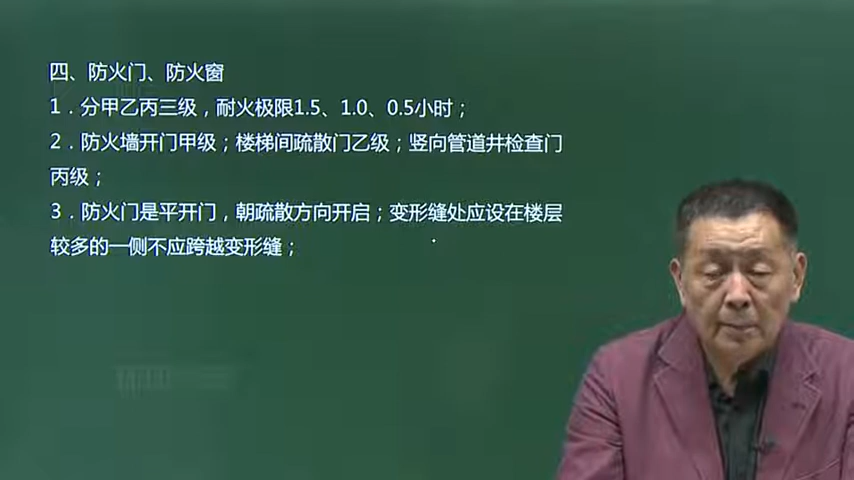 四、防火门、防火窗
1．分甲乙丙三级，耐火极限1.5、1.0、0.5小时；
2．防火墙开门甲级；楼梯间疏散门乙级；竖向管道井检查门
丙级；
3．防火门是平开门，朝疏散方向开启；变形缝处应设在楼层
较多的一侧不应跨越变形缝；